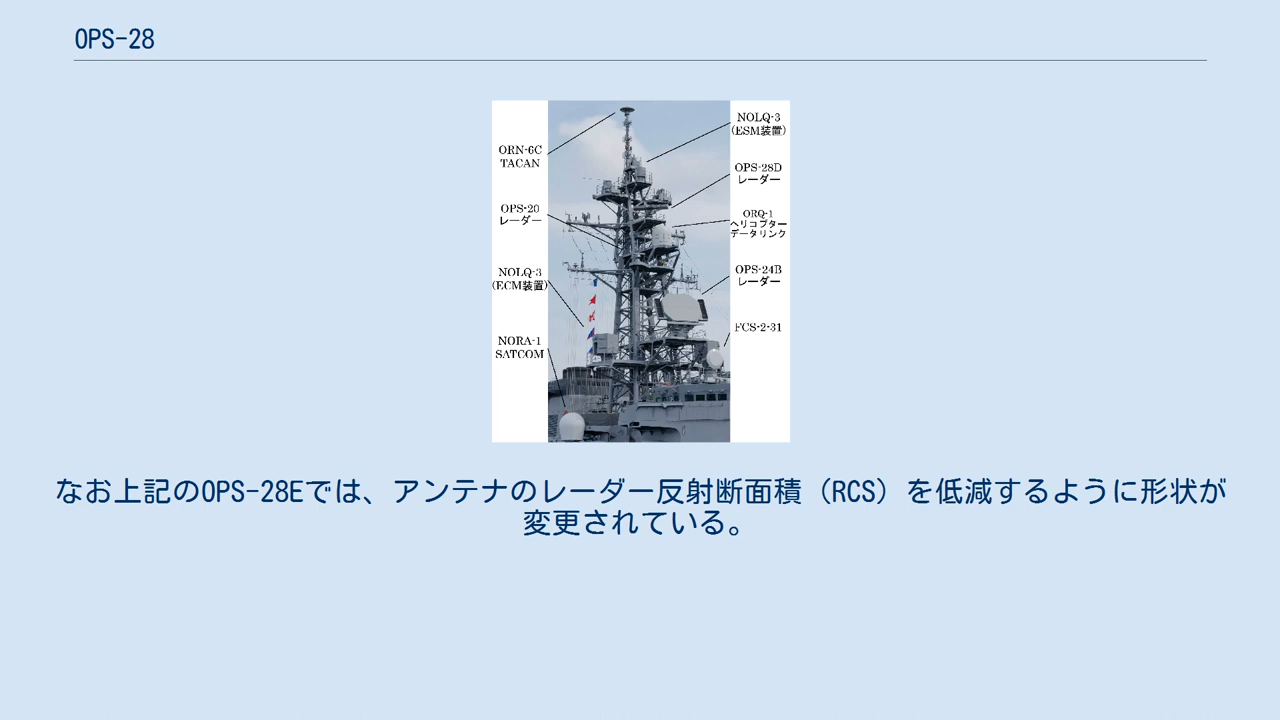 OPS-28
ORN-6C
TACAN
OPS-20
レーダー
NOLQ-3
(ECM装置)
NORA-1
SATCOM
NOLQ-3
(ESM装置)
OPS-28D
レーダー
ORQ-1
ヘリコプター
データリンク
OPS-24B
レーダー
FCS-2-31
なお上記のOPS-28Eでは、アンテナのレーダー反射断面積（RCS）を低減するように形状が
変更されている。